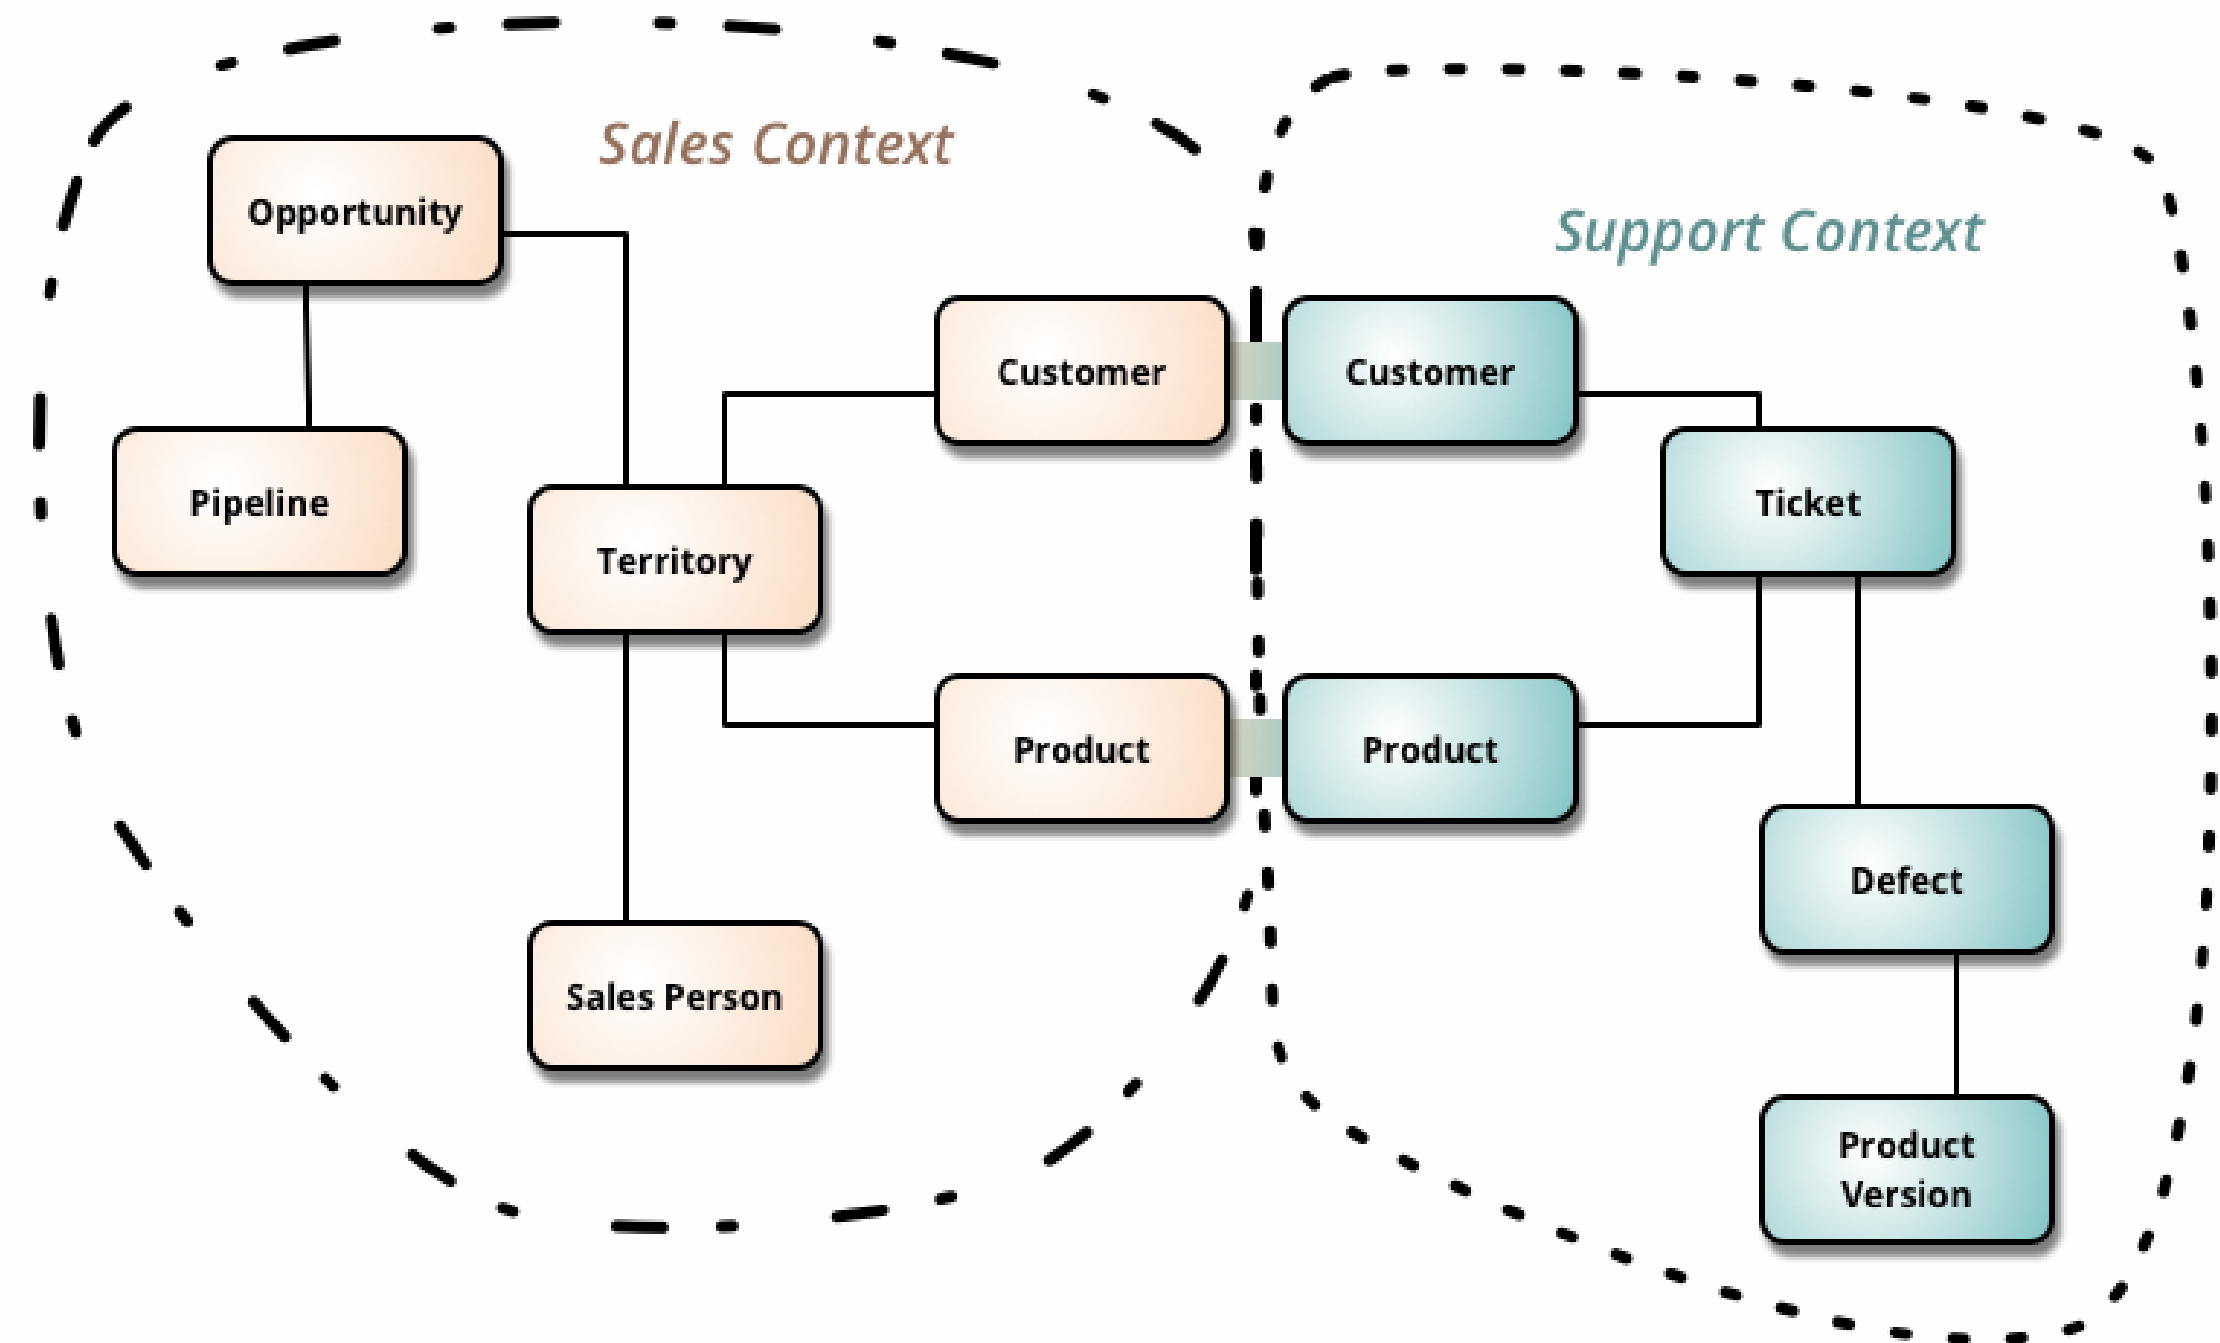 Sales Context
Opportunity
Support Context
Customer
Customer
Pipeline
Ticket
Territory
Product
Product
Defect
Sales Person
Product
Version